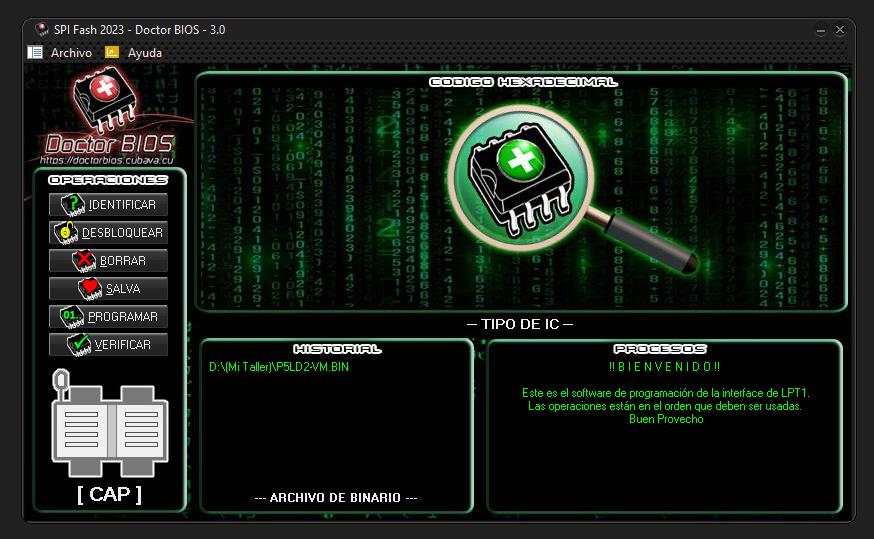 SPI Fash 2023 - Doctor BIOS - 3.0
Archivo Ayuda
Doctor BIOS
https://doctorbios.cubava.cu
OPERACIONES
IDENTIFICAR
DESBLOQUEAR
BORRAR
SALVA
01.. PROGRAMAR
VERIFICAR
[ CAP ]
CODIGO HEXADECIMAL
-- TIPO DE IC --
HISTORIAL
D:\(Mi Taller)\P5LD2-VM.BIN
--- ARCHIVO DE BINARIO ---
PROCESOS
!! B I E N V E N I D O !!
Este es el software de programación de la interface de LPT1.
Las operaciones están en el orden que deben ser usadas.
Buen Provecho